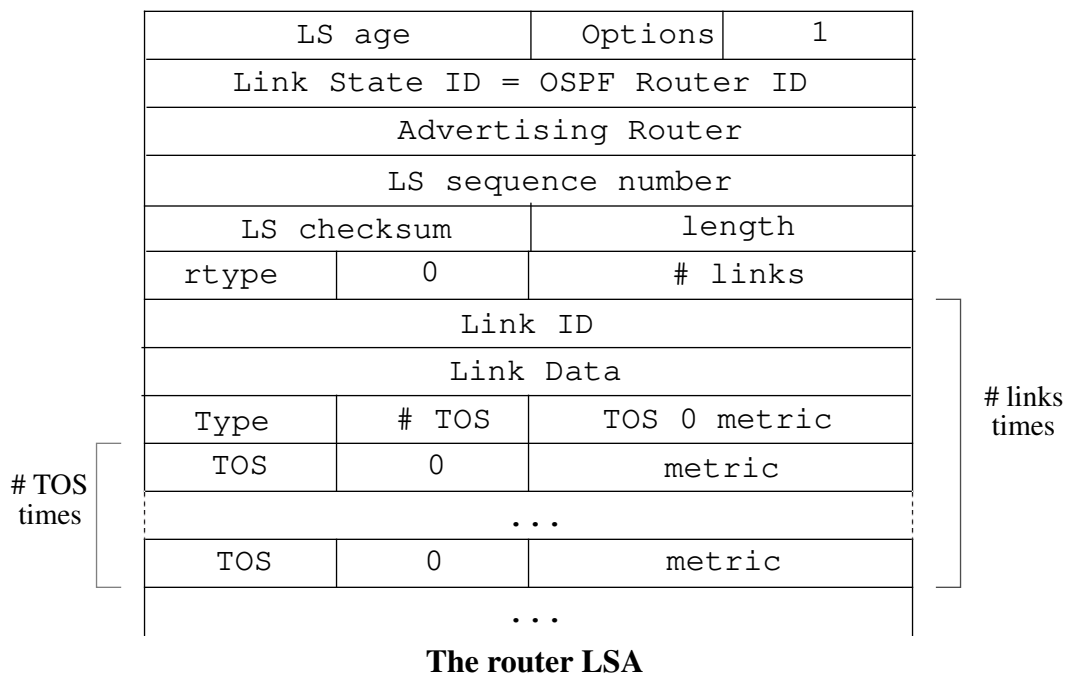 LS age Options 1
Link State ID = OSPF Router ID
Advertising Router
LS sequence number
LS checksum length
rtype 0 # links
Link ID
Link Data
Type # TOS TOS 0 metric
TOS 0 metric
...
TOS 0 metric
...
# TOS
times
# links
times
The router LSA